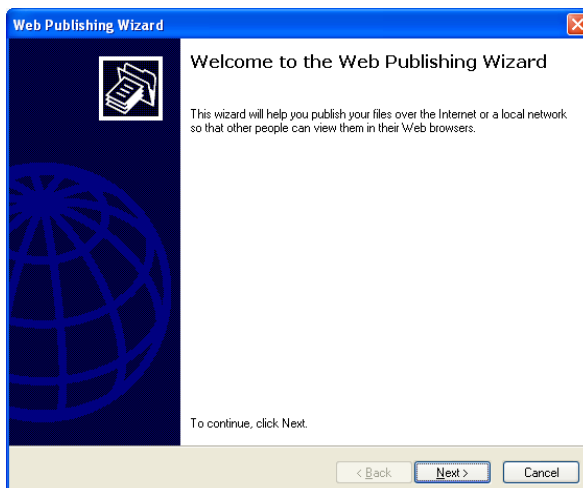 Web Publishing Wizard
Welcome to the Web Publishing Wizard
This wizard will help you publish your files over the Internet or a local network
so that other people can view them in their Web browsers.
To continue, click Next.
< Back Next > Cancel